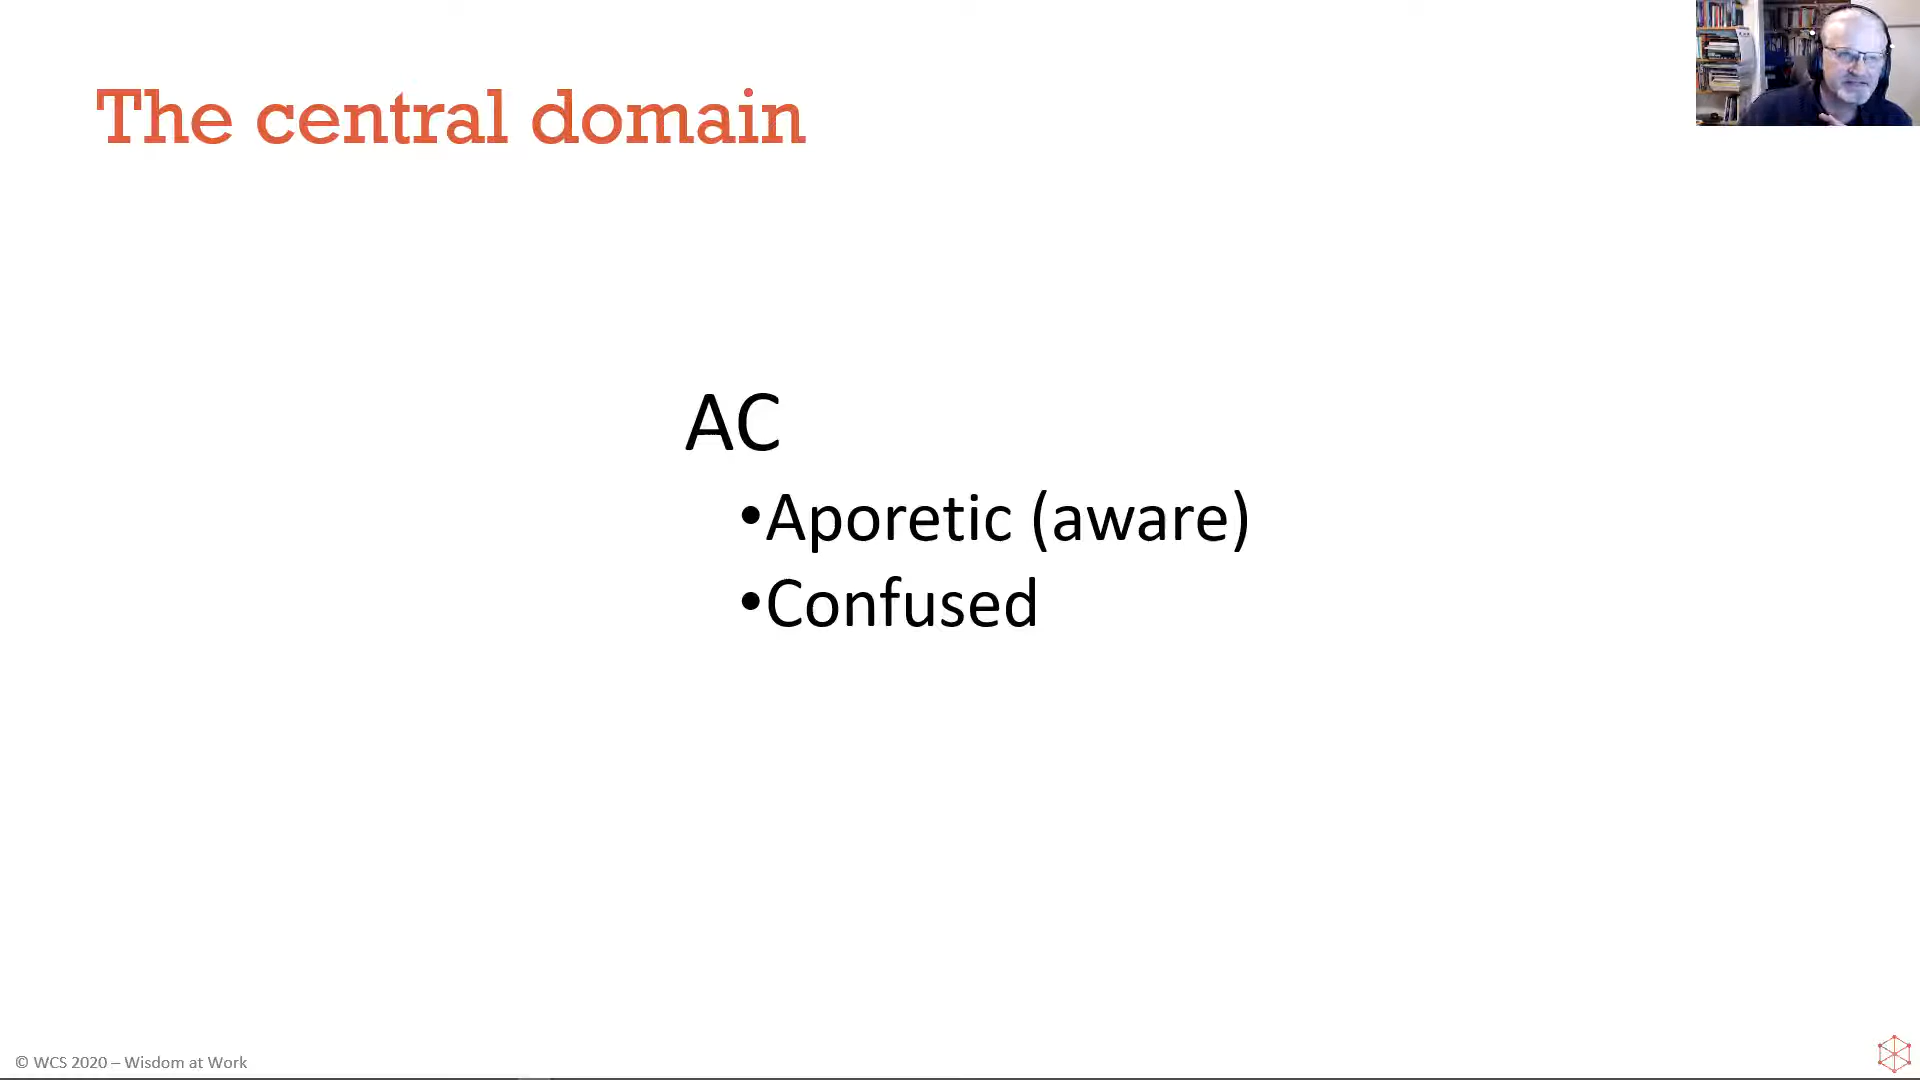 The central domain
AC
•Aporetic (aware)
•Confused
© WCS 2020 – Wisdom at Work